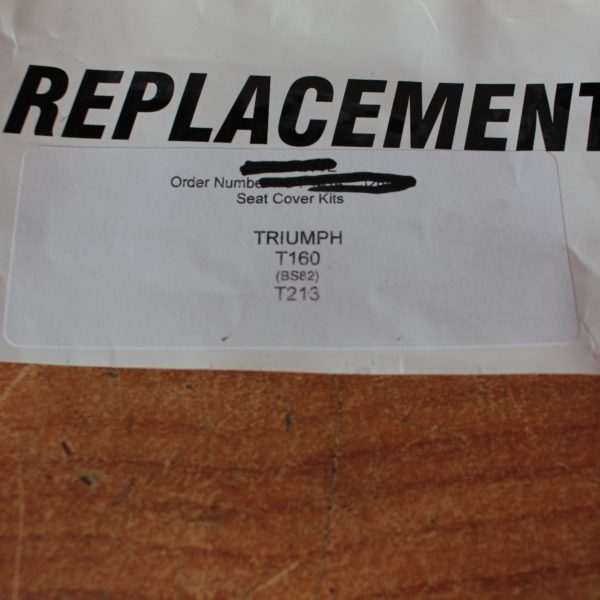 REPLACEMENT
Order Number
Seat Cover Kits
TRIUMPH
T160
(BS82)
T213